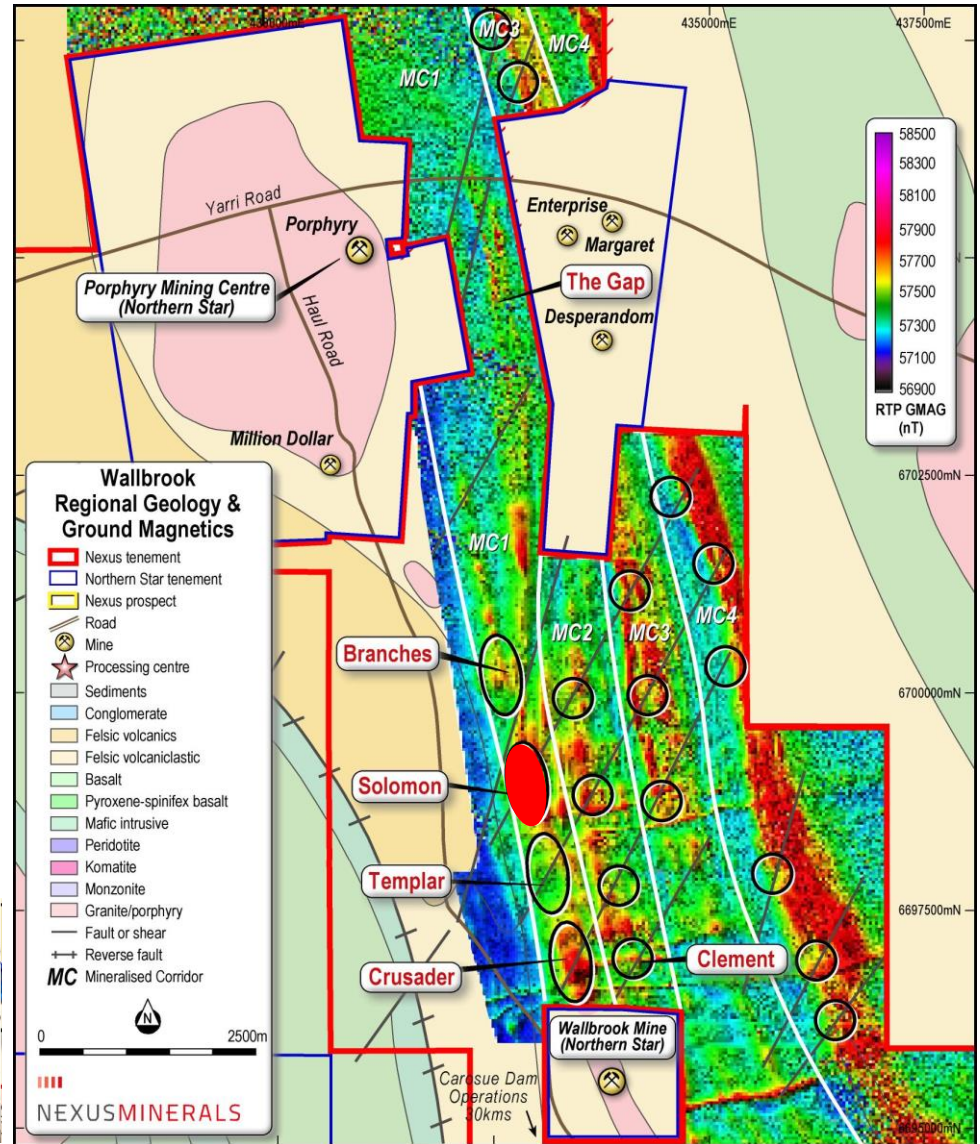 435000mE
437500mE
MC3
MC4
MC1
58500
58300
57900
57700
57500
57300
57100
56900
RTP GMAG
(nT)
Yarri Road
Porphyry
Enterprise
Margaret
The Gap
Desperandom
Porphyry Mining Centre
(Northern Star)
Haul Road
Million Dollar
6702500mN
Wallbrook
Regional Geology &
Ground Magnetics
Nexus tenement
Northern Star tenement
Nexus prospect
Road
Mine
Processing centre
Sediments
Conglomerate
Felsic volcanics
Felsic volcaniclastic
Basalt
Pyroxene-spinifex basalt
Mafic intrusive
Peridotite
Komatite
Monzonite
Granite/porphyry
Fault or shear
Reverse fault
MC Mineralised Corridor
N
0 2500m
NEXUSMINERALS
MC1
MC2
MC3
MC4
Branches
6700000mN
Solomon
Templar
6697500mN
Crusader
Clement
Wallbrook Mine
(Northern Star)
Carosue Dam
Operations
30kms
6695000mN